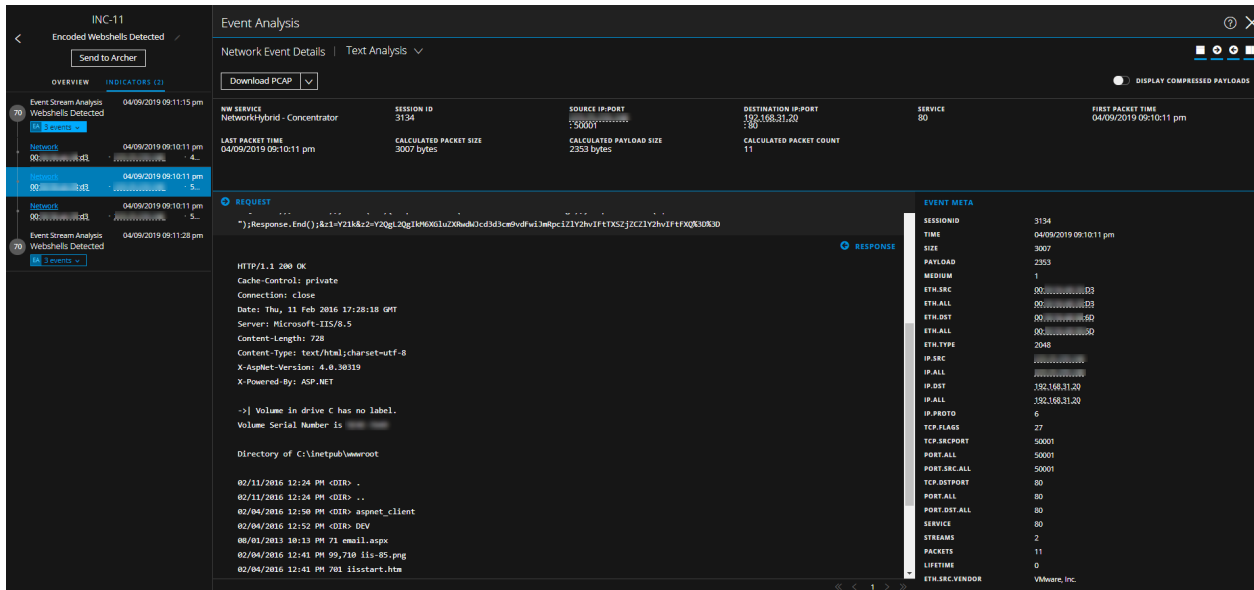 INC-11
Encoded Webshells Detected
Send to Archer
OVERVIEW INDICATORS (2)
Event Stream Analysis 04/09/2019 09:11:15 pm
70 Webshells Detected
EA 3 events
Network 04/09/2019 09:10:11 pm
00: :d3 · · 4...
Network 04/09/2019 09:10:11 pm
00: :d3 · · 5...
Network 04/09/2019 09:10:11 pm
00: :d3 · · 5...
Event Stream Analysis 04/09/2019 09:11:28 pm
70 Webshells Detected
EA 3 events
Event Analysis
Network Event Details | Text Analysis
Download PCAP
DISPLAY COMPRESSED PAYLOADS
NW SERVICE SESSION ID SOURCE IP:PORT DESTINATION IP:PORT SERVICE FIRST PACKET TIME
NetworkHybrid - Concentrator 3134 192.168.31.20 80 04/09/2019 09:10:11 pm
: 50001 : 80
LAST PACKET TIME CALCULATED PACKET SIZE CALCULATED PAYLOAD SIZE CALCULATED PACKET COUNT
04/09/2019 09:10:11 pm 3007 bytes 2353 bytes 11
REQUEST
RESPONSE
HTTP/1.1 200 OK
Cache-Control: private
Connection: close
Date: Thu, 11 Feb 2016 17:28:18 GMT
Server: Microsoft-IIS/8.5
Content-Length: 728
Content-Type: text/html;charset=utf-8
X-AspNet-Version: 4.0.30319
X-Powered-By: ASP.NET
->| Volume in drive C has no label.
Volume Serial Number is
Directory of C:\inetpub\wwwroot
02/11/2016 12:24 PM <DIR> .
02/11/2016 12:24 PM <DIR> ..
02/04/2016 12:50 PM <DIR> aspnet_client
02/04/2016 12:52 PM <DIR> DEV
08/01/2013 10:13 PM 71 email.aspx
02/04/2016 12:41 PM 99,710 iis-85.png
02/04/2016 12:41 PM 701 iisstart.htm
1
EVENT META
SESSIONID 3134
TIME 04/09/2019 09:10:11 pm
SIZE 3007
PAYLOAD 2353
MEDIUM 1
ETH.SRC 00: :D3
ETH.ALL 00: :D3
ETH.DST 00: :6D
ETH.ALL 00: 5D
ETH.TYPE 2048
IP.SRC
IP.ALL
IP.DST 192.168.31.20
IP.ALL 192.168.31.20
IP.PROTO 6
TCP.FLAGS 27
TCP.SRCPORT 50001
PORT.ALL 50001
PORT.SRC.ALL 50001
TCP.DSTPORT 80
PORT.ALL 80
PORT.DST.ALL 80
SERVICE 80
STREAMS 2
PACKETS 11
LIFETIME 0
ETH.SRC.VENDOR VMware, Inc.